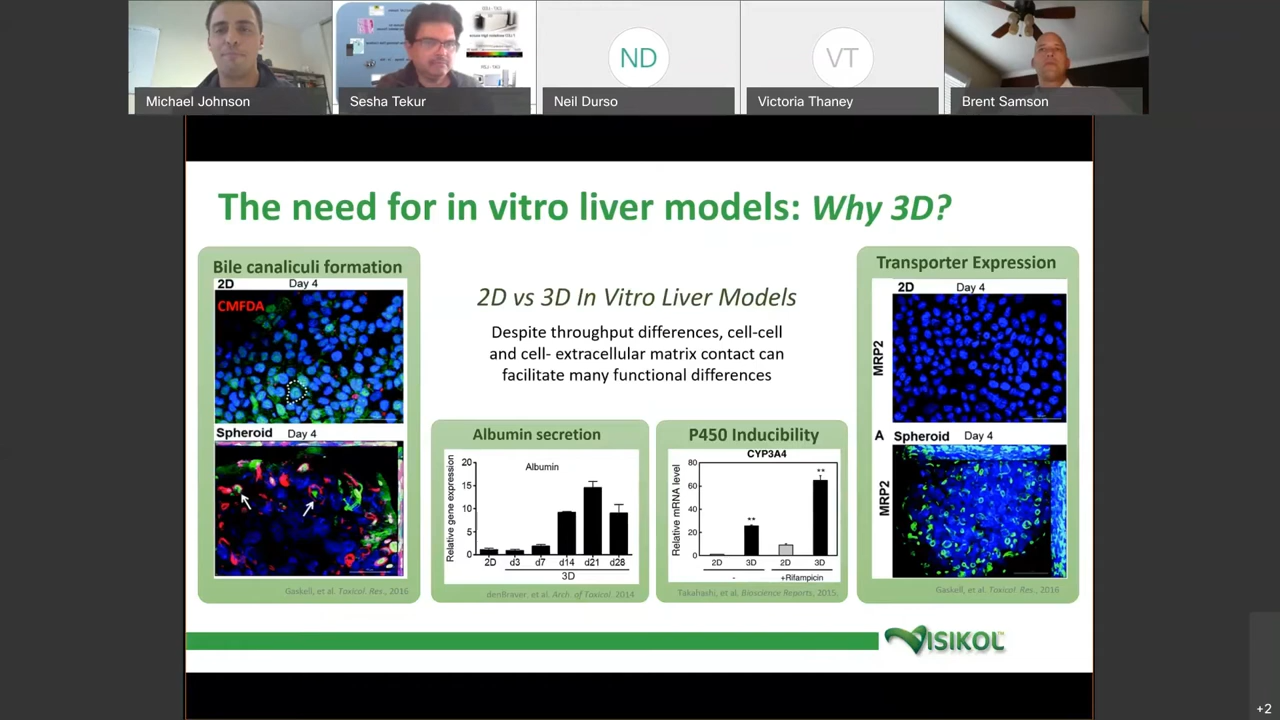 ND
VT
Michael Johnson
Sesha Tekur
Neil Durso
Victoria Thaney
Brent Samson
The need for in vitro liver models: Why 3D?
Bile canaliculi formation
2D Day 4
CMFDA
Spheroid Day 4
Gaskell, et al. Toxicol. Res., 2016
2D vs 3D In Vitro Liver Models
Despite throughput differences, cell-cell
and cell- extracellular matrix contact can
facilitate many functional differences
Albumin secretion
Albumin
Relative gene expression
20
15
10
5
0
2D d3 d7 d14 d21 d28
3D
denBraver. et al. Arch. of Toxicol. 2014
P450 Inducibility
CYP3A4
Relative mRNA level
80
60
40
20
0
**
**
2D 3D 2D 3D
- +Rifampicin
Takahashi, et al. Bioscience Reports, 2015.
Transporter Expression
2D Day 4
MRP2
A Spheroid Day 4
MRP2
Gaskell, et al. Toxicol. Res., 2016
VISIKOL
+2